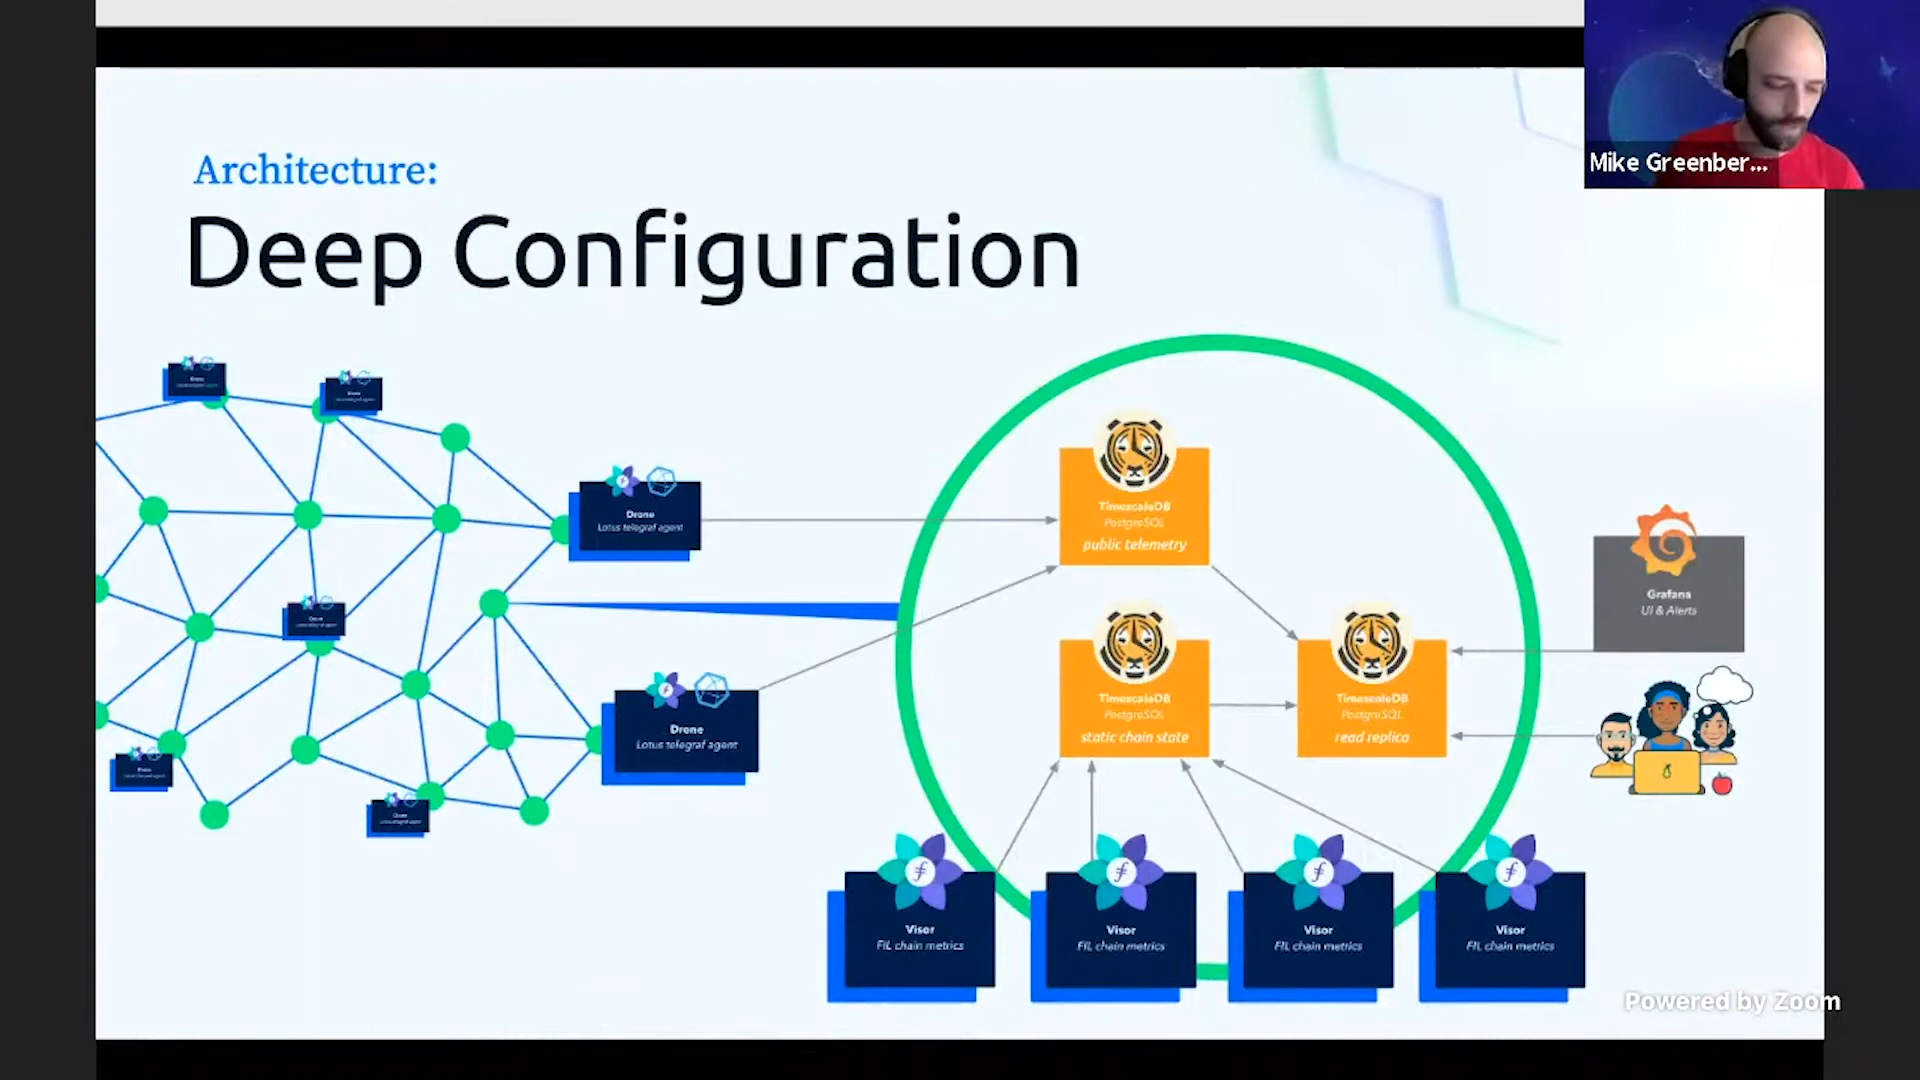 Mike Greenber...
Architecture:
Deep Configuration
Drone
Lotus telegraf agent
TimescaleDB
PostgreSQL
public telemetry
Grafana
UI & Alerts
Drone
Lotus telegraf agent
TimescaleDB
PostgreSQL
static chain state
TimescaleDB
PostgreSQL
read replica
Visor
FIL chain metrics
Visor
FIL chain metrics
Visor
FIL chain metrics
Visor
FIL chain metrics
Powered by Zoom